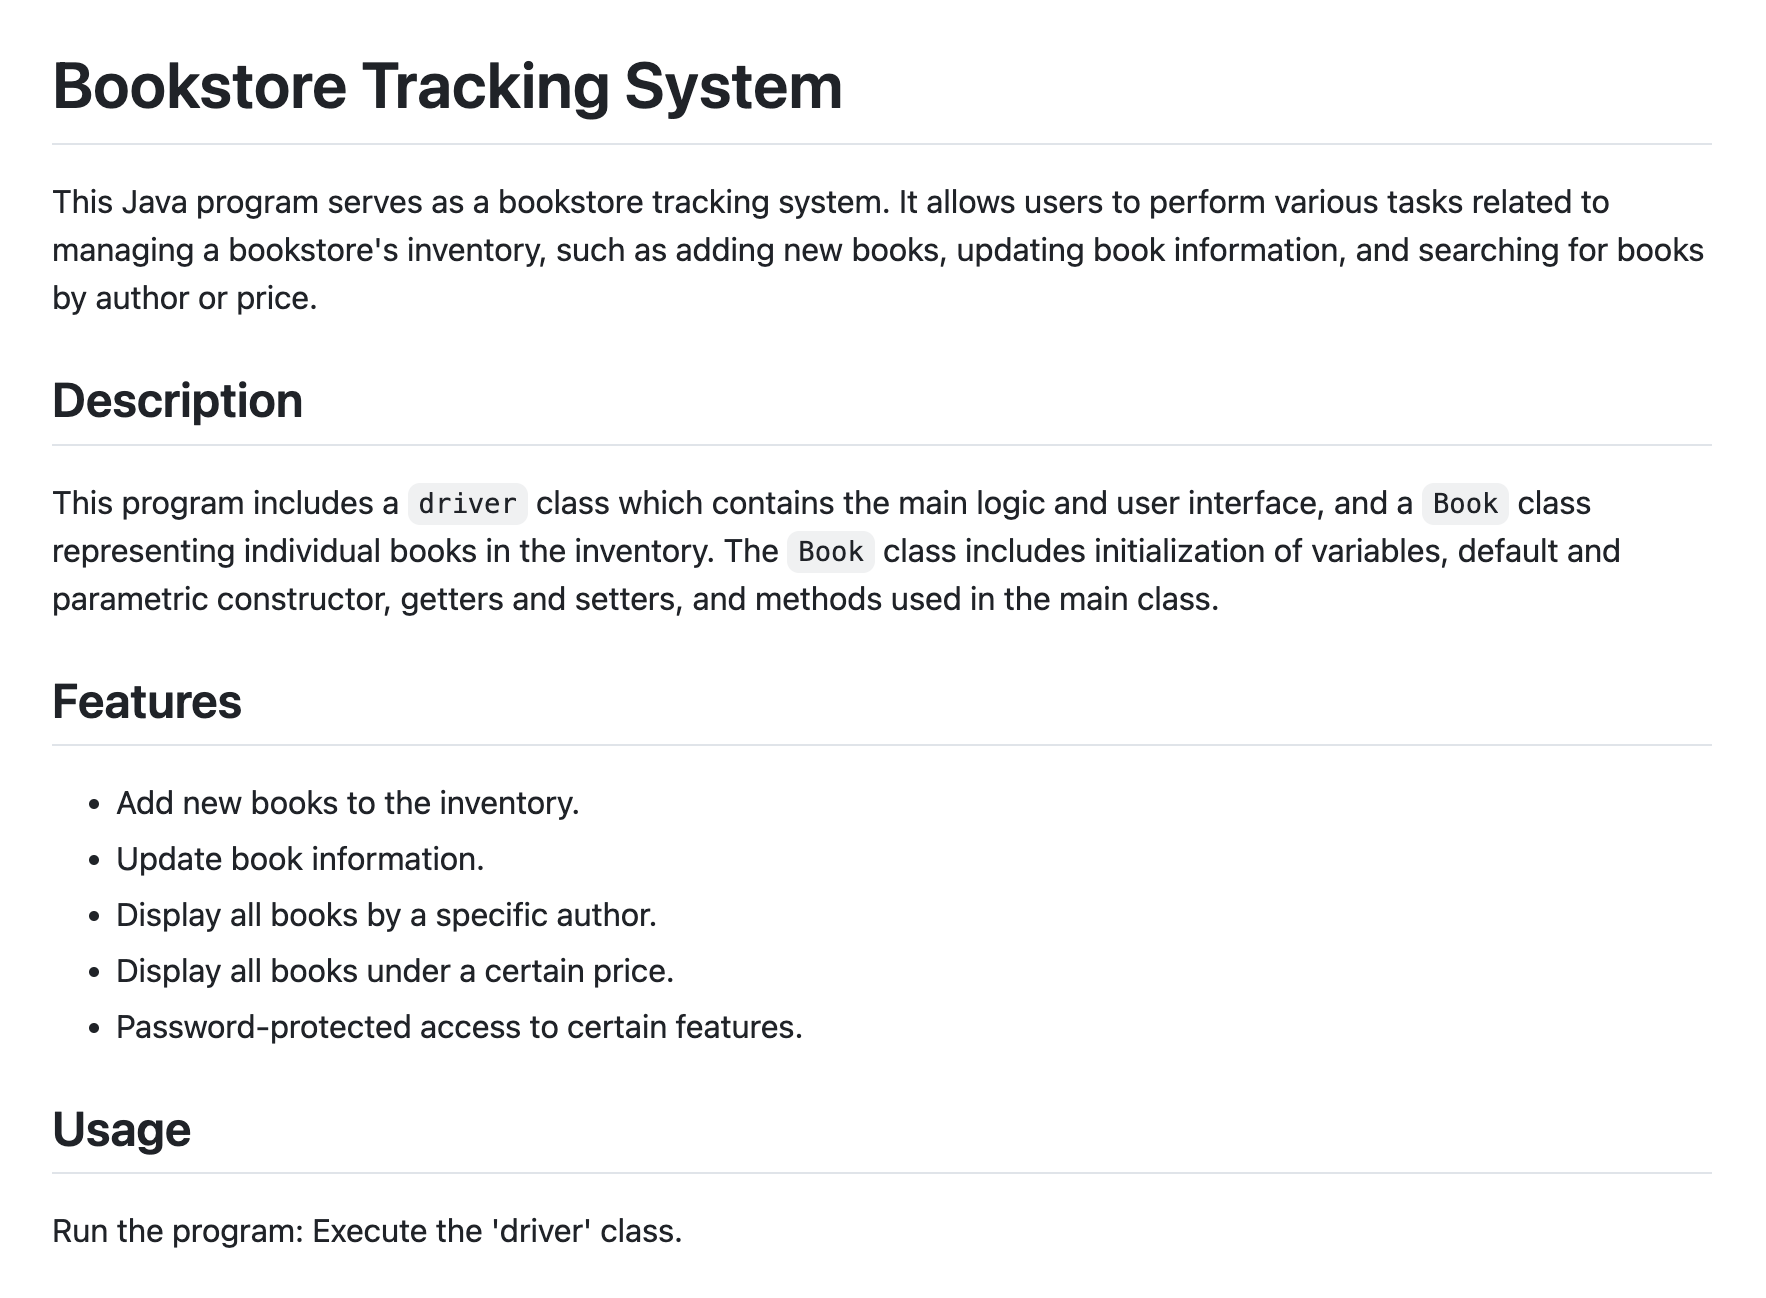 Bookstore Tracking System
This Java program serves as a bookstore tracking system. It allows users to perform various tasks related to
managing a bookstore's inventory, such as adding new books, updating book information, and searching for books
by author or price.
Description
This program includes a driver class which contains the main logic and user interface, and a Book class
representing individual books in the inventory. The Book class includes initialization of variables, default and
parametric constructor, getters and setters, and methods used in the main class.
Features
• Add new books to the inventory.
• Update book information.
• Display all books by a specific author.
• Display all books under a certain price.
• Password-protected access to certain features.
Usage
Run the program: Execute the 'driver' class.